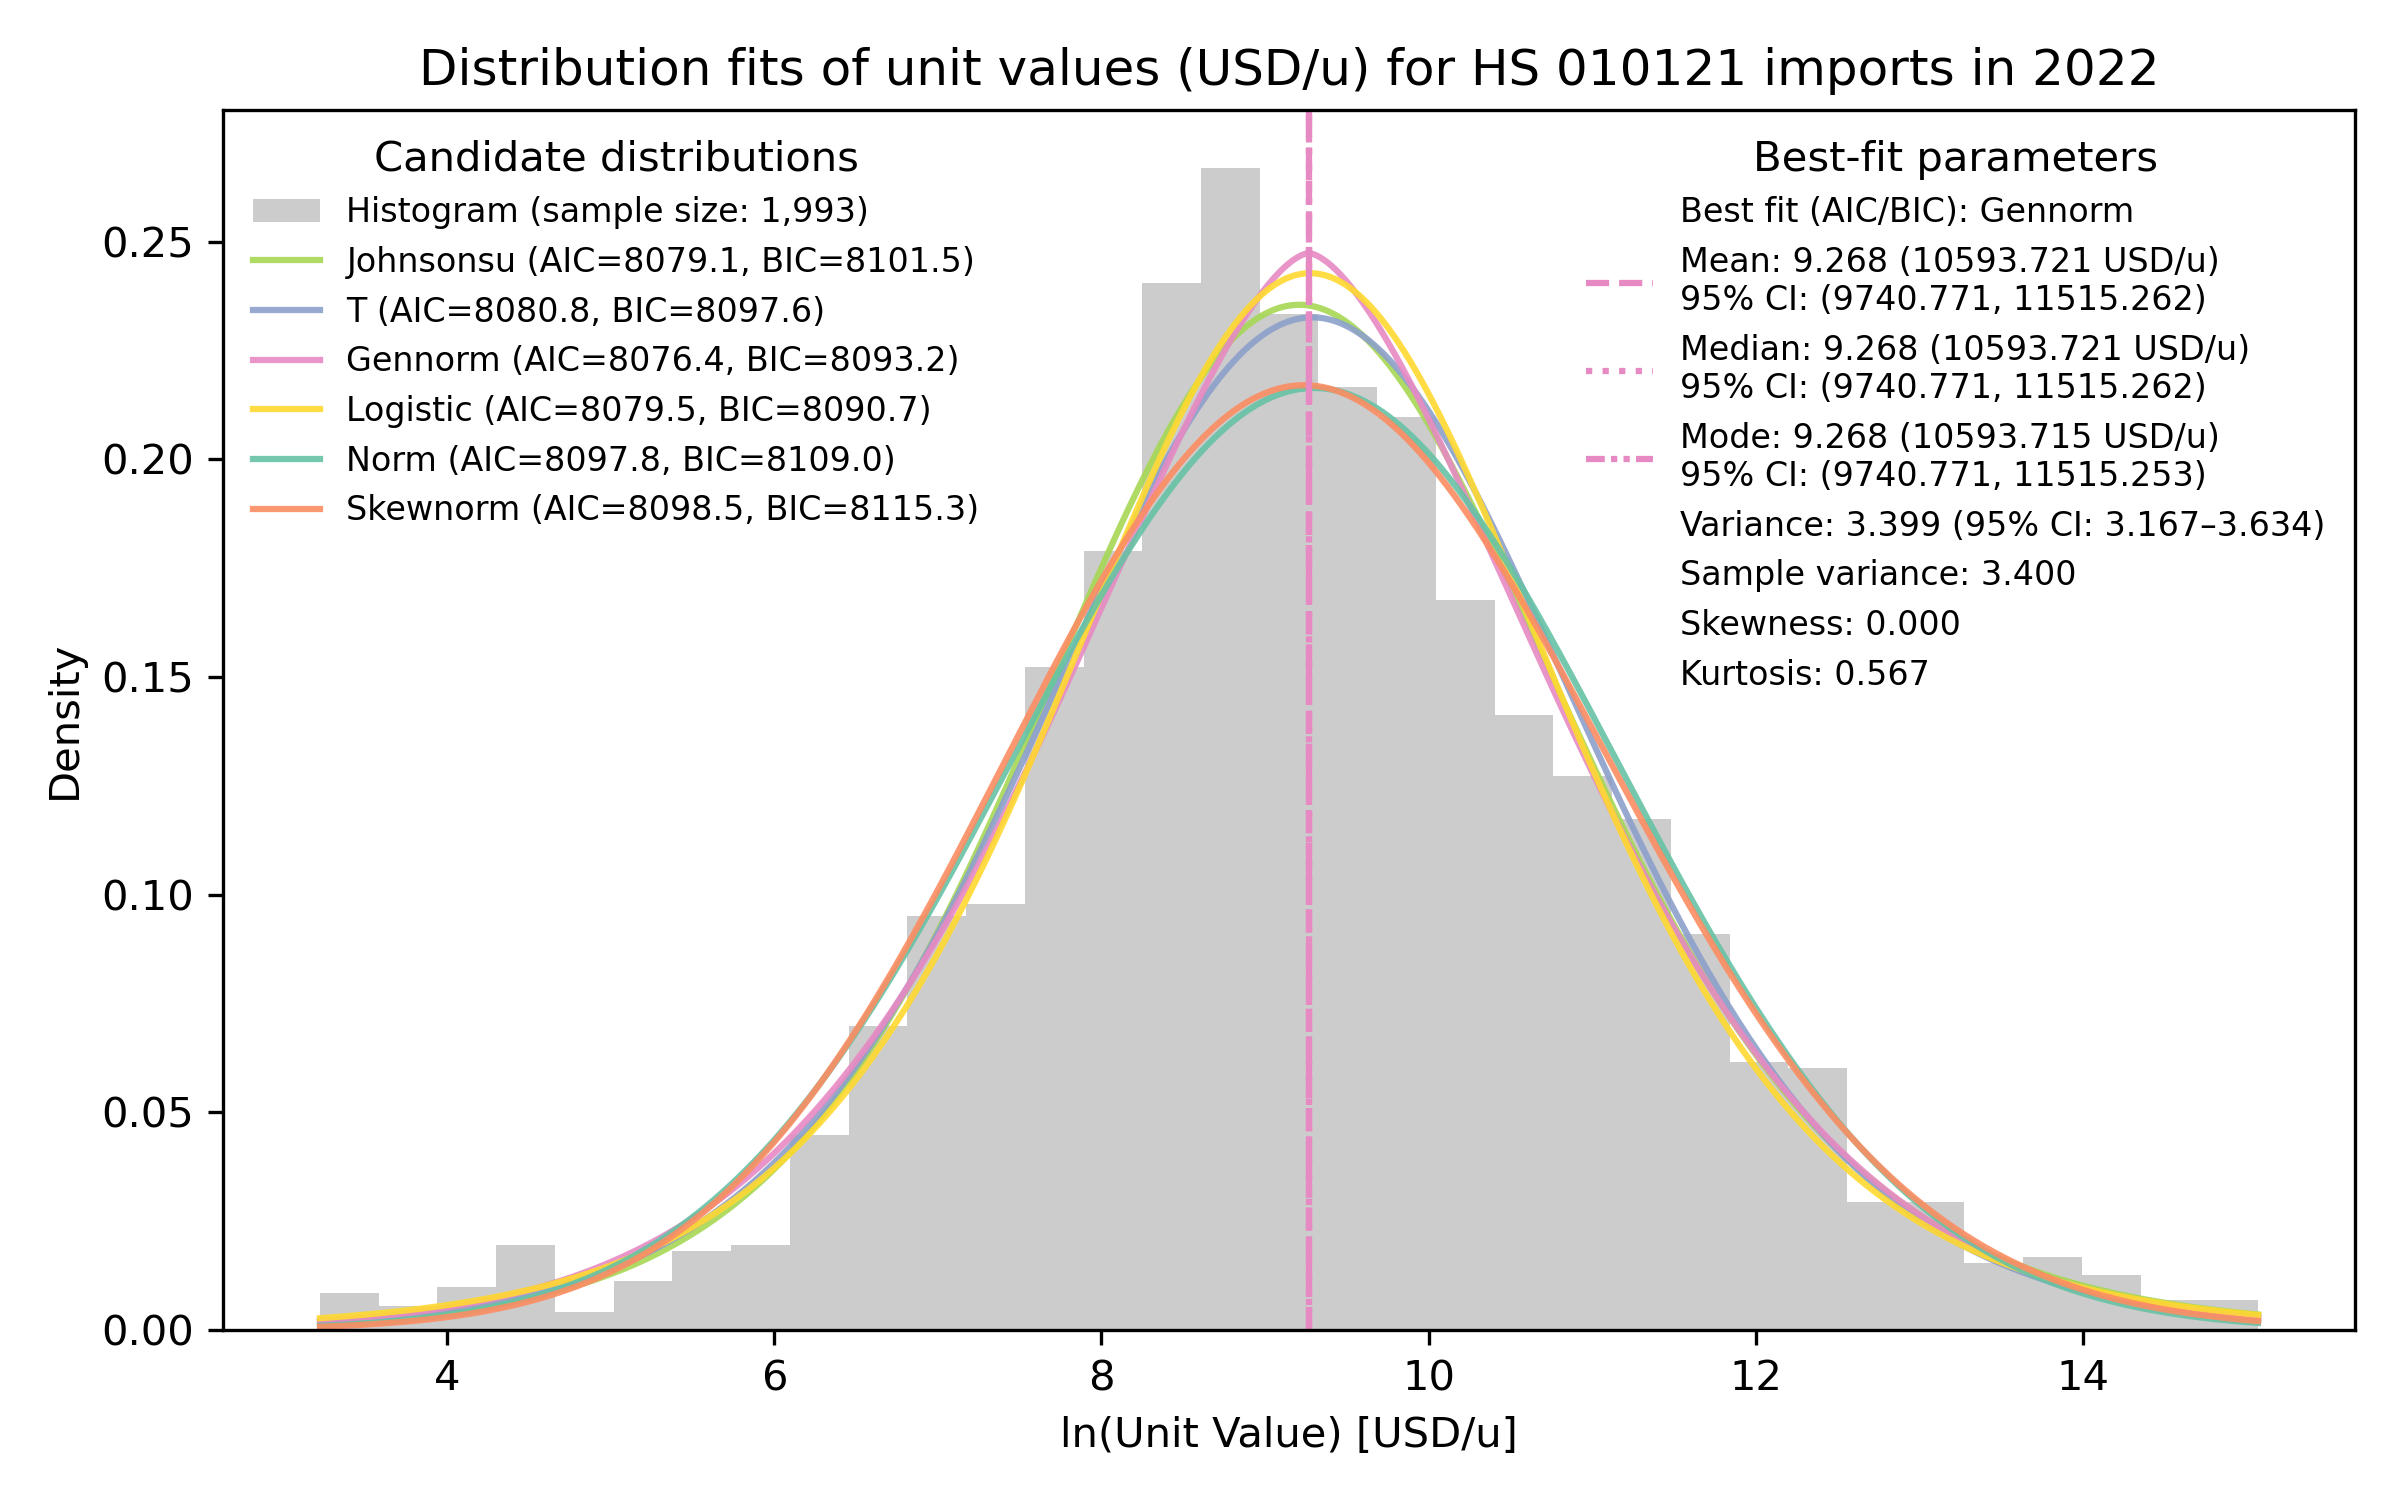 Distribution fits of unit values (USD/u) for HS 010121 imports in 2022
Candidate distributions
Histogram (sample size: 1,993)
Johnsonsu (AIC=8079.1, BIC=8101.5)
T (AIC=8080.8, BIC=8097.6)
Gennorm (AIC=8076.4, BIC=8093.2)
Logistic (AIC=8079.5, BIC=8090.7)
Norm (AIC=8097.8, BIC=8109.0)
Skewnorm (AIC=8098.5, BIC=8115.3)
Best-fit parameters
Best fit (AIC/BIC): Gennorm
Mean: 9.268 (10593.721 USD/u)
95% CI: (9740.771, 11515.262)
Median: 9.268 (10593.721 USD/u)
95% CI: (9740.771, 11515.262)
Mode: 9.268 (10593.715 USD/u)
95% CI: (9740.771, 11515.253)
Variance: 3.399 (95% CI: 3.167–3.634)
Sample variance: 3.400
Skewness: 0.000
Kurtosis: 0.567
Density
0.25
0.20
0.15
0.10
0.05
0.00
4
6
8
10
12
14
ln(Unit Value) [USD/u]